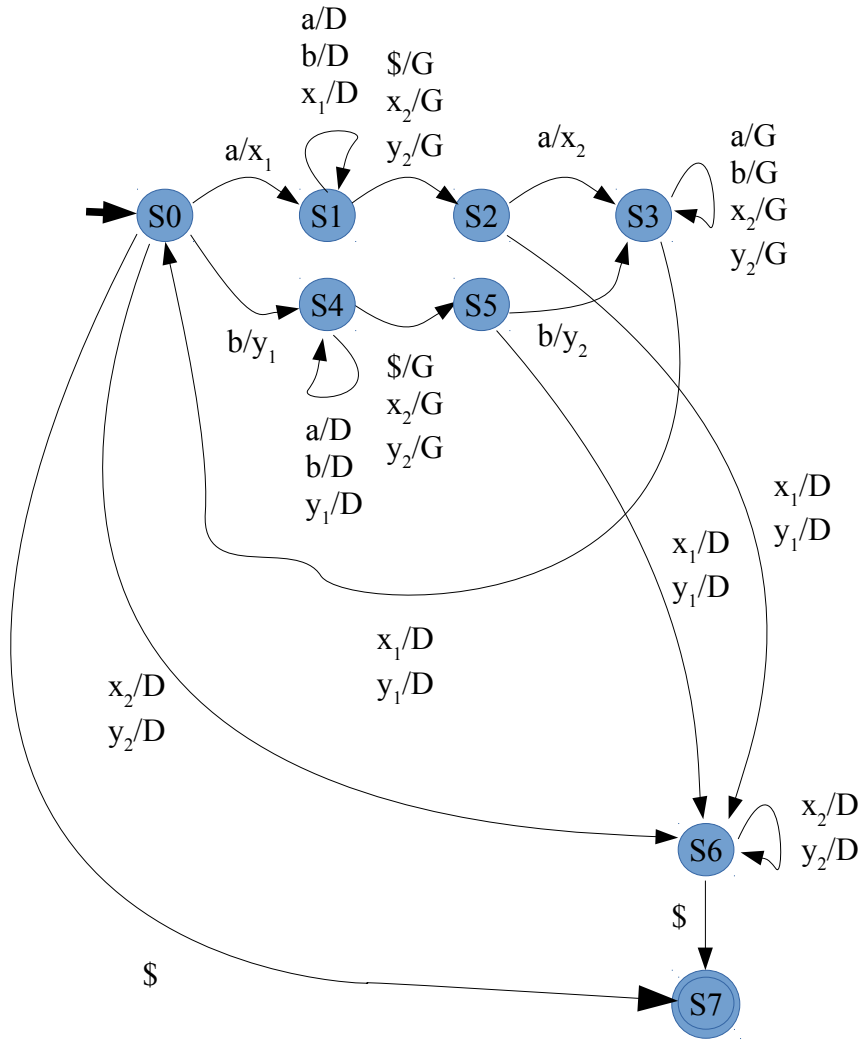 a/D
b/D
x₁/D
$/G
x₂/G
y₂/G
a/x₁
a/x₂
a/G
b/G
x₂/G
y₂/G
S0
S1
S2
S3
S4
S5
b/y₁
b/y₂
$/G
x₂/G
y₂/G
a/D
b/D
y₁/D
x₁/D
y₁/D
x₁/D
y₁/D
x₁/D
y₁/D
x₂/D
y₂/D
x₂/D
y₂/D
S6
$
$
S7